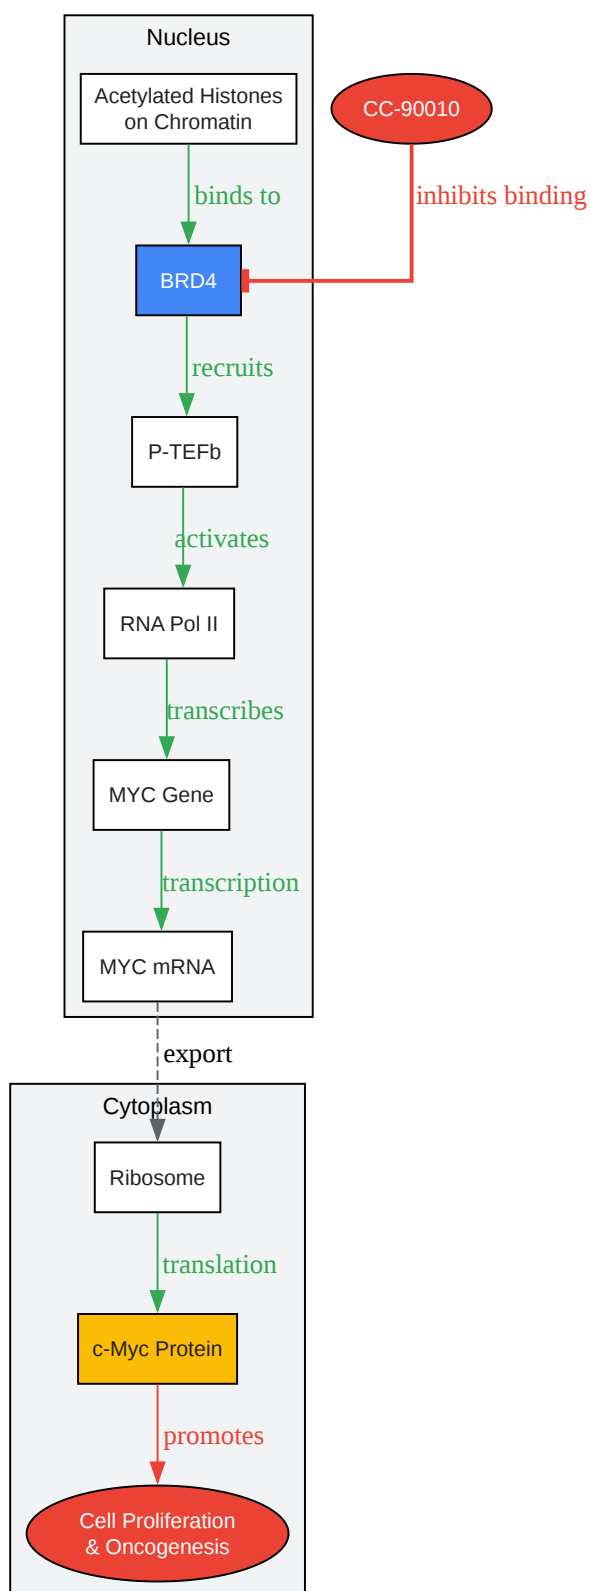 Nucleus
Acetylated Histones
on Chromatin
CC-90010
binds to
inhibits binding
BRD4
recruits
P-TEFb
activates
RNA Pol II
transcribes
MYC Gene
transcription
MYC mRNA
export
Cytoplasm
Ribosome
translation
c-Myc Protein
promotes
Cell Proliferation
& Oncogenesis